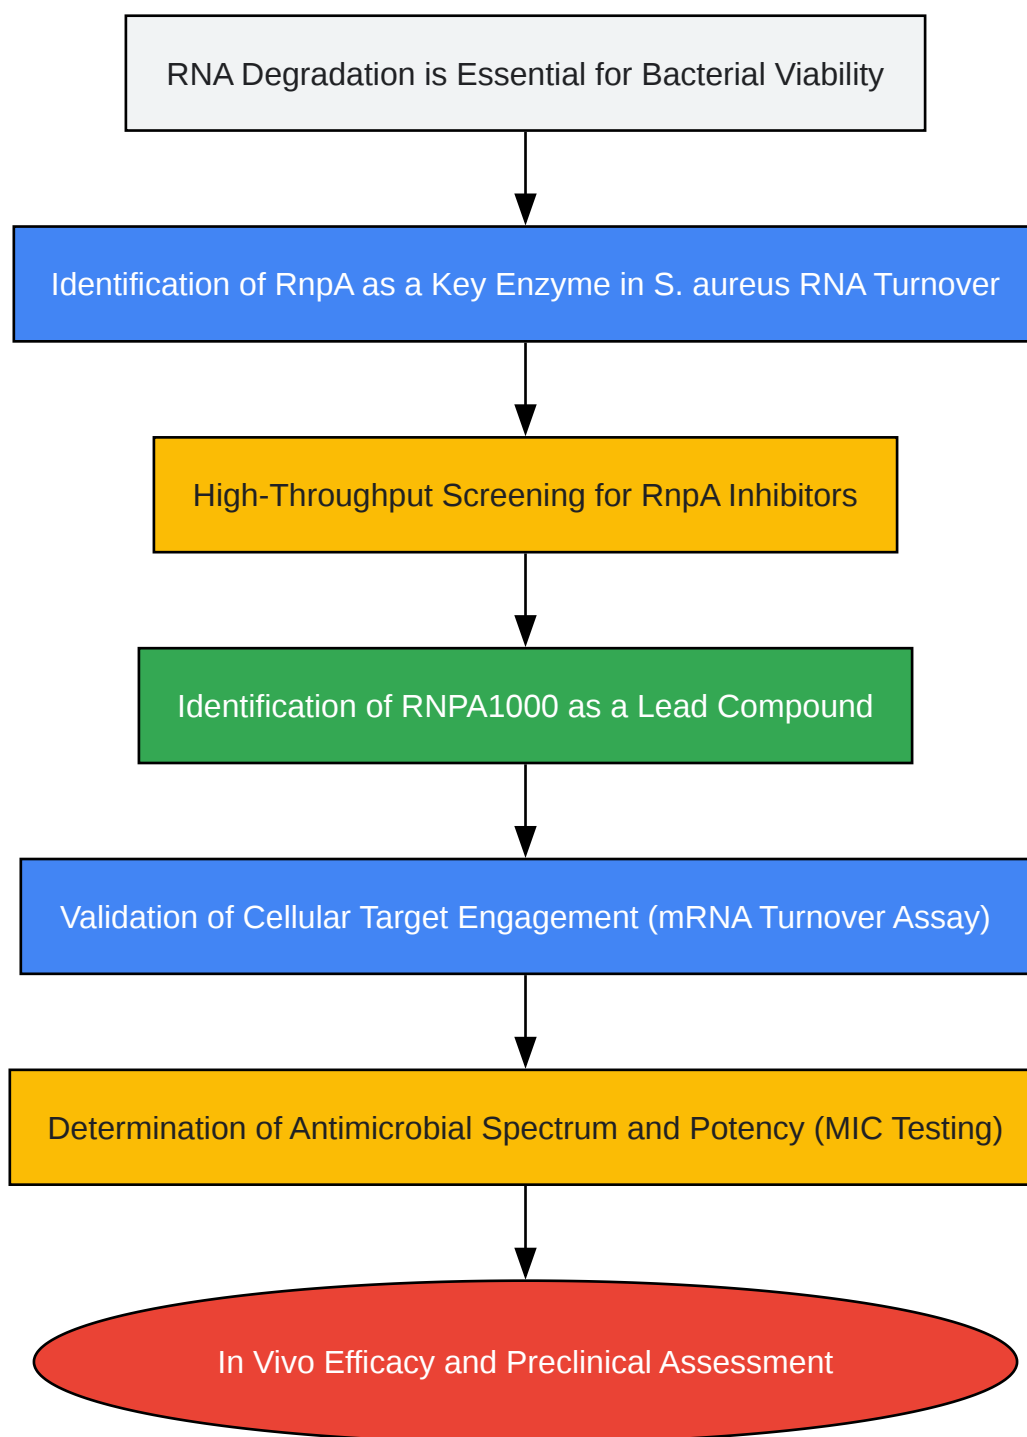 RNA Degradation is Essential for Bacterial Viability
Identification of RnpA as a Key Enzyme in S. aureus RNA Turnover
High-Throughput Screening for RnpA Inhibitors
Identification of RNPA1000 as a Lead Compound
Validation of Cellular Target Engagement (mRNA Turnover Assay)
Determination of Antimicrobial Spectrum and Potency (MIC Testing)
In Vivo Efficacy and Preclinical Assessment